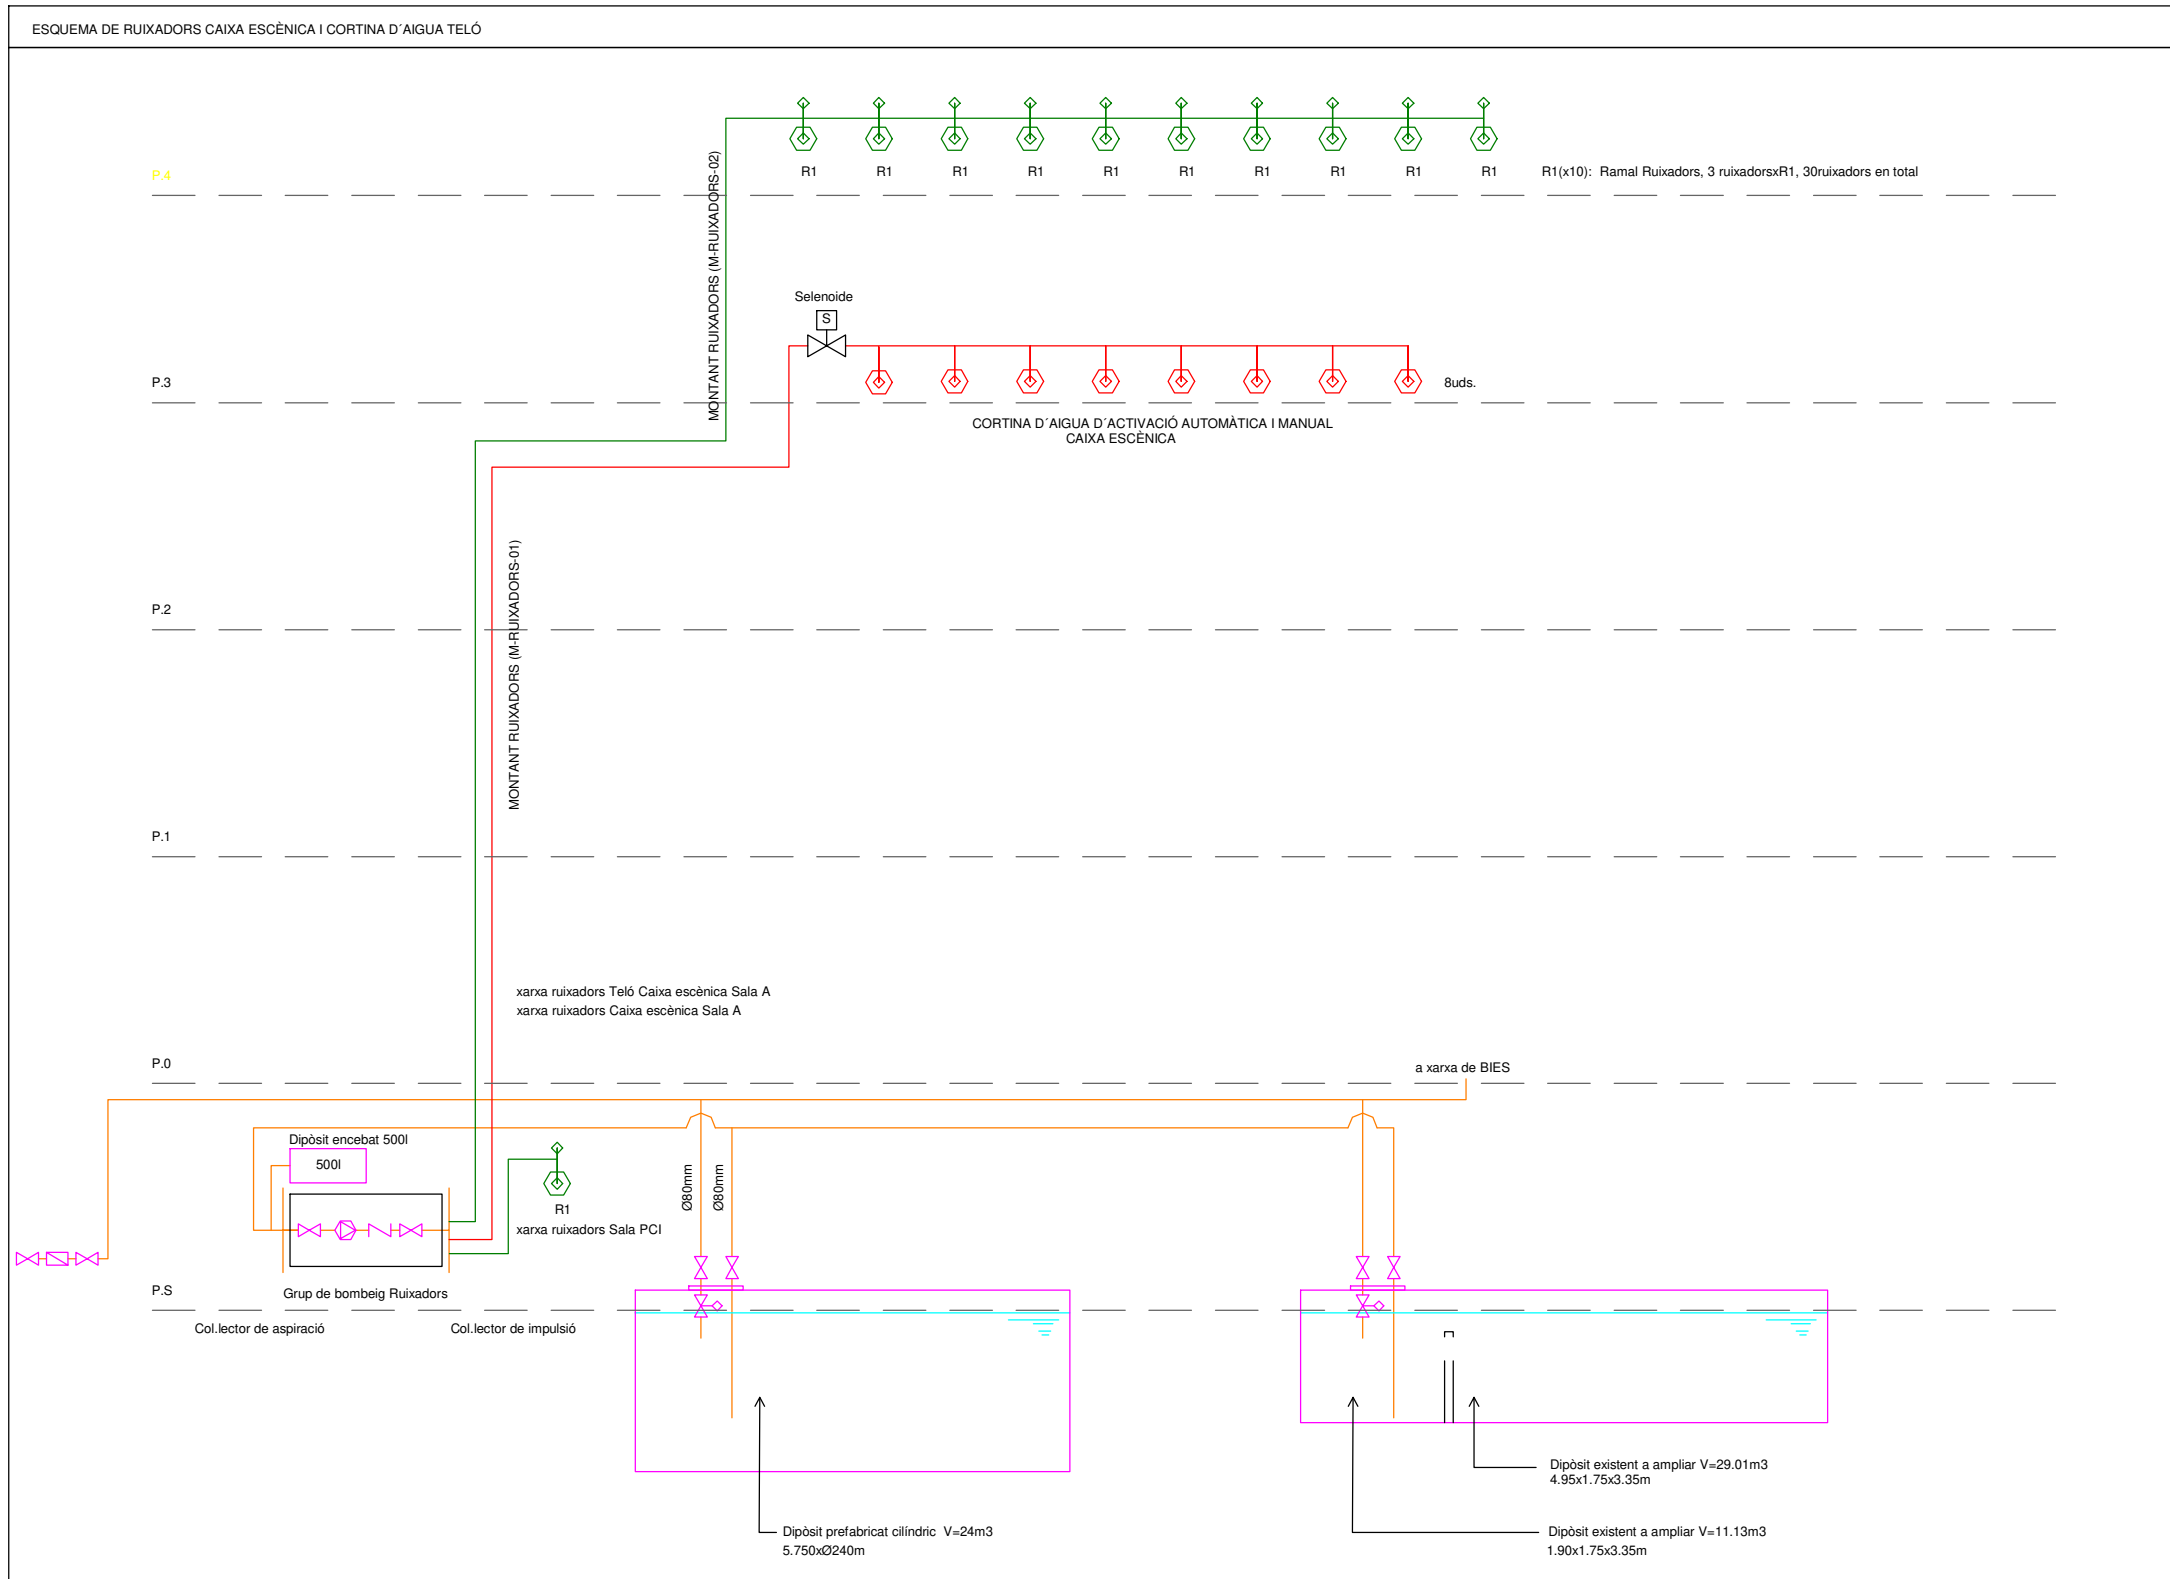 ESQUEMA DE RUIXADORS CAIXA ESCÈNICA I CORTINA D´AIGUA TELÓ
R1 R1 R1 R1 R1 R1 R1 R1 R1 R1
R1(x10): Ramal Ruixadors, 3 ruixadorsxR1, 30ruixadors en total
P.4
MONTANT RUIXADORS (M-RUIXADORS-02)
Selenoide
S
P.3
8uds.
CORTINA D´AIGUA D´ACTIVACIÓ AUTOMÀTICA I MANUAL
CAIXA ESCÈNICA
MONTANT RUIXADORS (M-RUIXADORS-01)
P.2
P.1
xarxa ruixadors Teló Caixa escènica Sala A
xarxa ruixadors Caixa escènica Sala A
P.0
a xarxa de BIES
Dipòsit encebat 500l
500l
Ø80mm
Ø80mm
R1
xarxa ruixadors Sala PCI
P.S
Grup de bombeig Ruixadors
Col.lector de aspiració
Col.lector de impulsió
Dipòsit existent a ampliar V=29.01m3
4.95x1.75x3.35m
Dipòsit prefabricat cilíndric V=24m3
5.750xØ240m
Dipòsit existent a ampliar V=11.13m3
1.90x1.75x3.35m